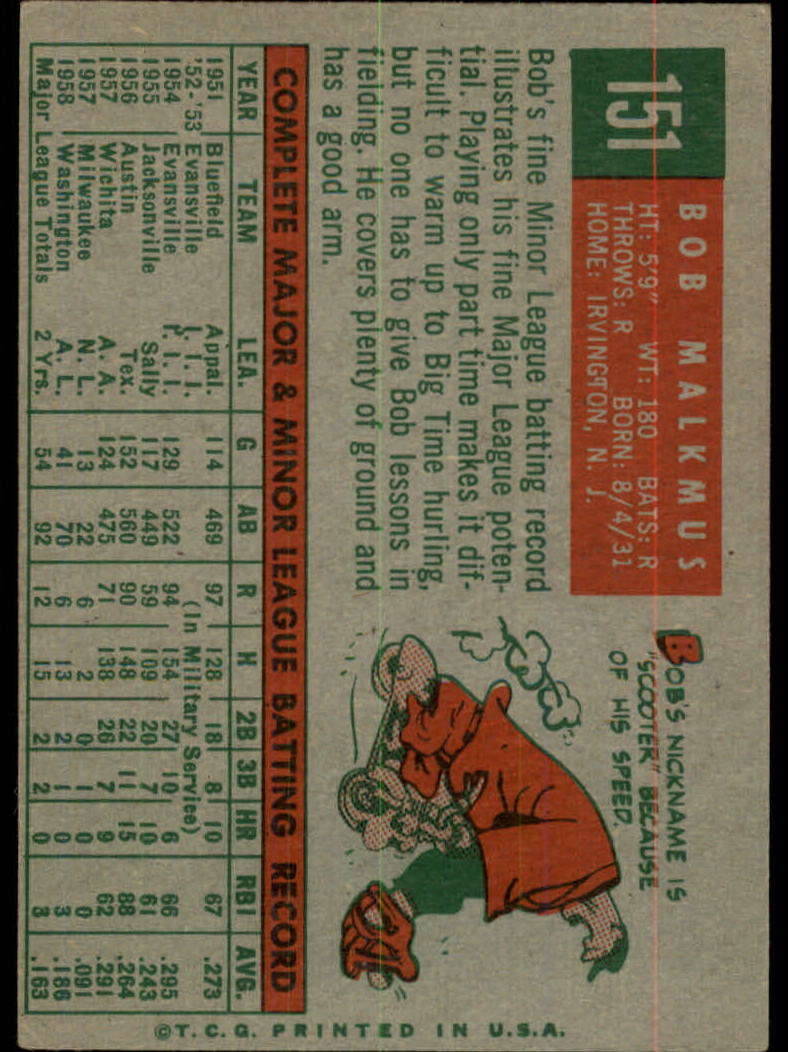 151
BOB MALKMUS
HT: 5'9" WT: 180 BATS: R
THROWS: R BORN: 8/4/31
HOME: IRVINGTON, N. J.
Bob's fine Minor League batting record
illustrates his fine Major League poten-
tial. Playing only part time makes it dif-
ficult to warm up to Big Time hurling,
but no one has to give Bob lessons in
fielding. He covers plenty of ground and
has a good arm.
BOB'S NICKNAME IS
"SCOOTER" BECAUSE
OF HIS SPEED.
COMPLETE MAJOR & MINOR LEAGUE BATTING RECORD
YEAR TEAM LEA. G AB R H 2B 3B HR RBI AVG.
1951 Bluefield Appal. 114 469 97 128 18 8 10 67 .273
'52-'53 Evansville I. I. I. (In Military Service)
1954 Evansville I. I. I. 129 522 94 154 27 10 6 66 .295
1955 Jacksonville Sally 117 449 59 109 20 7 10 61 .243
1956 Austin Tex. 152 560 90 148 22 11 15 88 .264
1957 Wichita A. A. 124 475 71 138 26 7 9 62 .291
1957 Milwaukee N. L. 13 22 6 2 0 1 0 0 .091
1958 Washington A. L. 41 70 6 13 2 1 0 3 .186
Major League Totals 2 Yrs. 54 92 12 15 2 2 0 3 .163
©T. C. G. PRINTED IN U.S.A.